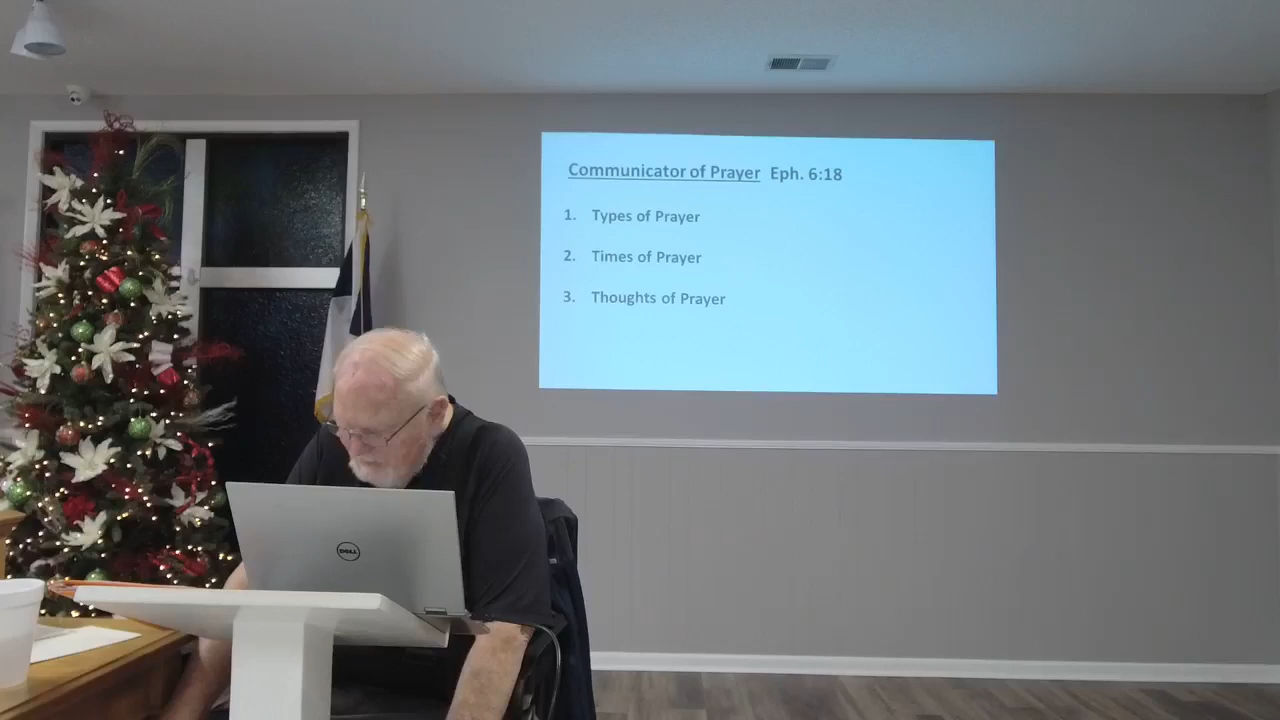 Communicator of Prayer Eph. 6:18
1. Types of Prayer
2. Times of Prayer
3. Thoughts of Prayer
DELL